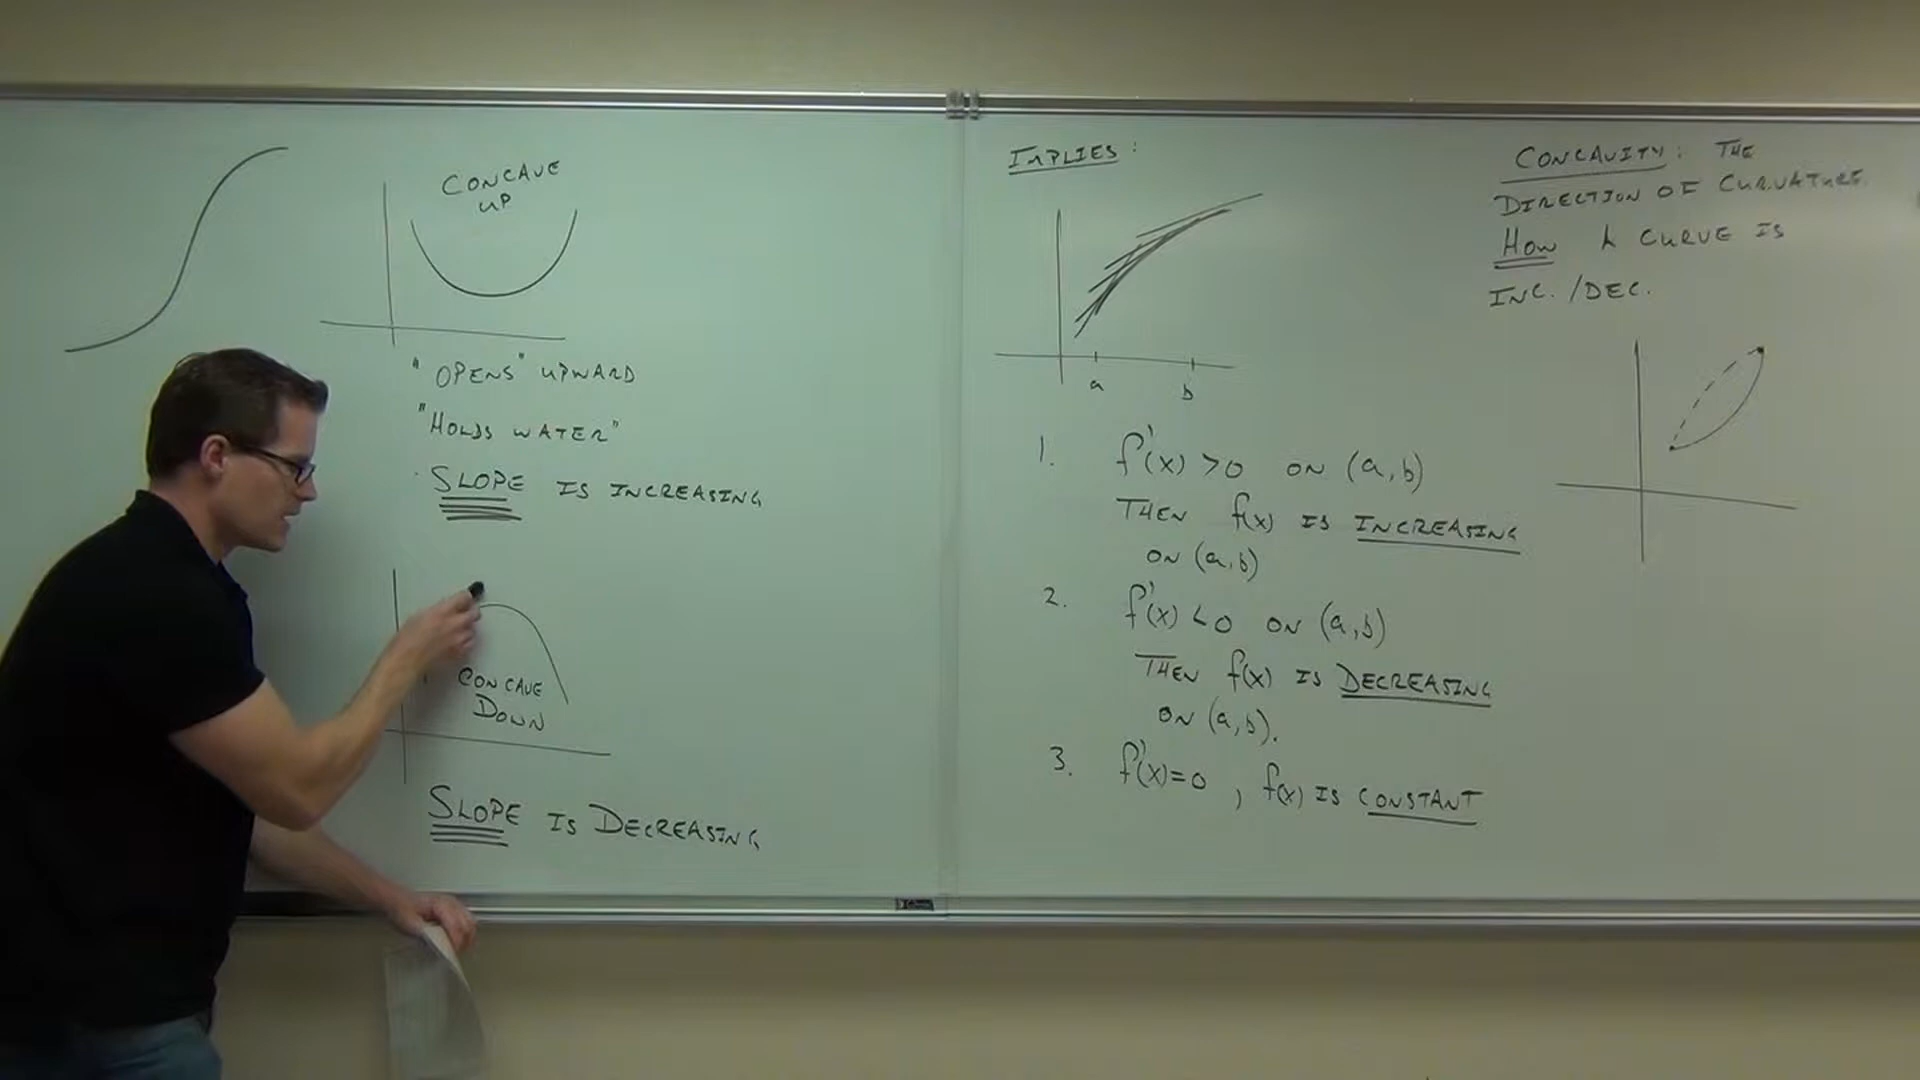 CONCAVE
UP
"OPENS" UPWARD
"HOLDS WATER"
SLOPE IS INCREASING
CONCAVE
DOWN
SLOPE IS DECREASING
IMPLIES:
a b
1. f'(x) >0 ON (a,b)
THEN f(x) IS INCREASING
ON (a,b)
2. f'(x) <0 ON (a,b)
THEN f(x) IS DECREASING
ON (a,b).
3. f'(x)=0, f(x) IS CONSTANT
CONCAVITY: THE
DIRECTION OF CURVATURE.
HOW A CURVE IS
INC./DEC.